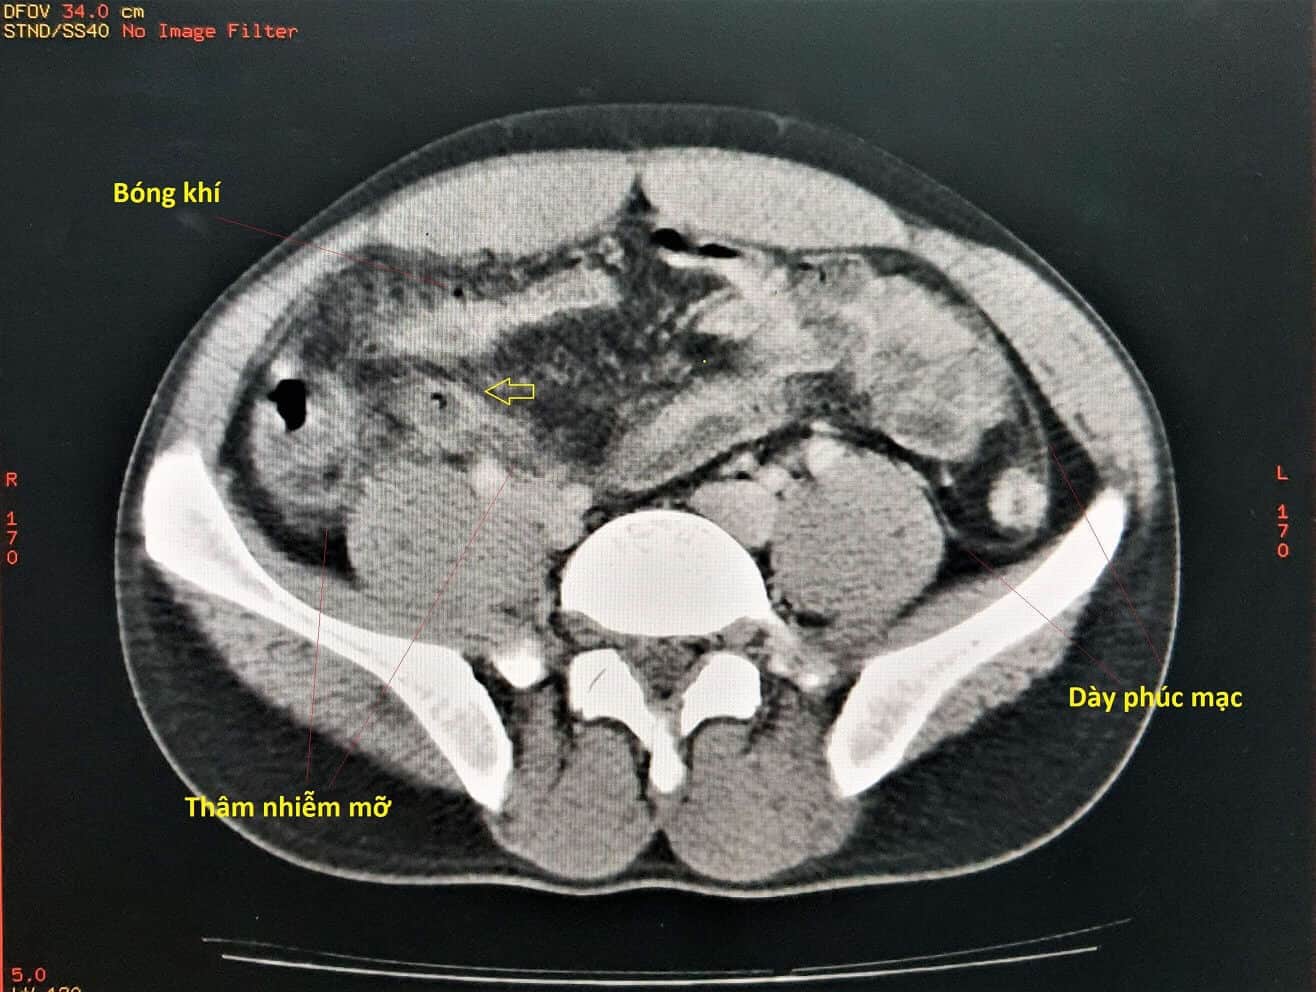 DFOV 34.0 cm
STND/SS40 No Image Filter
Bóng khí
R
170
L
170
Dày phúc mạc
Thâm nhiễm mỡ
5.0